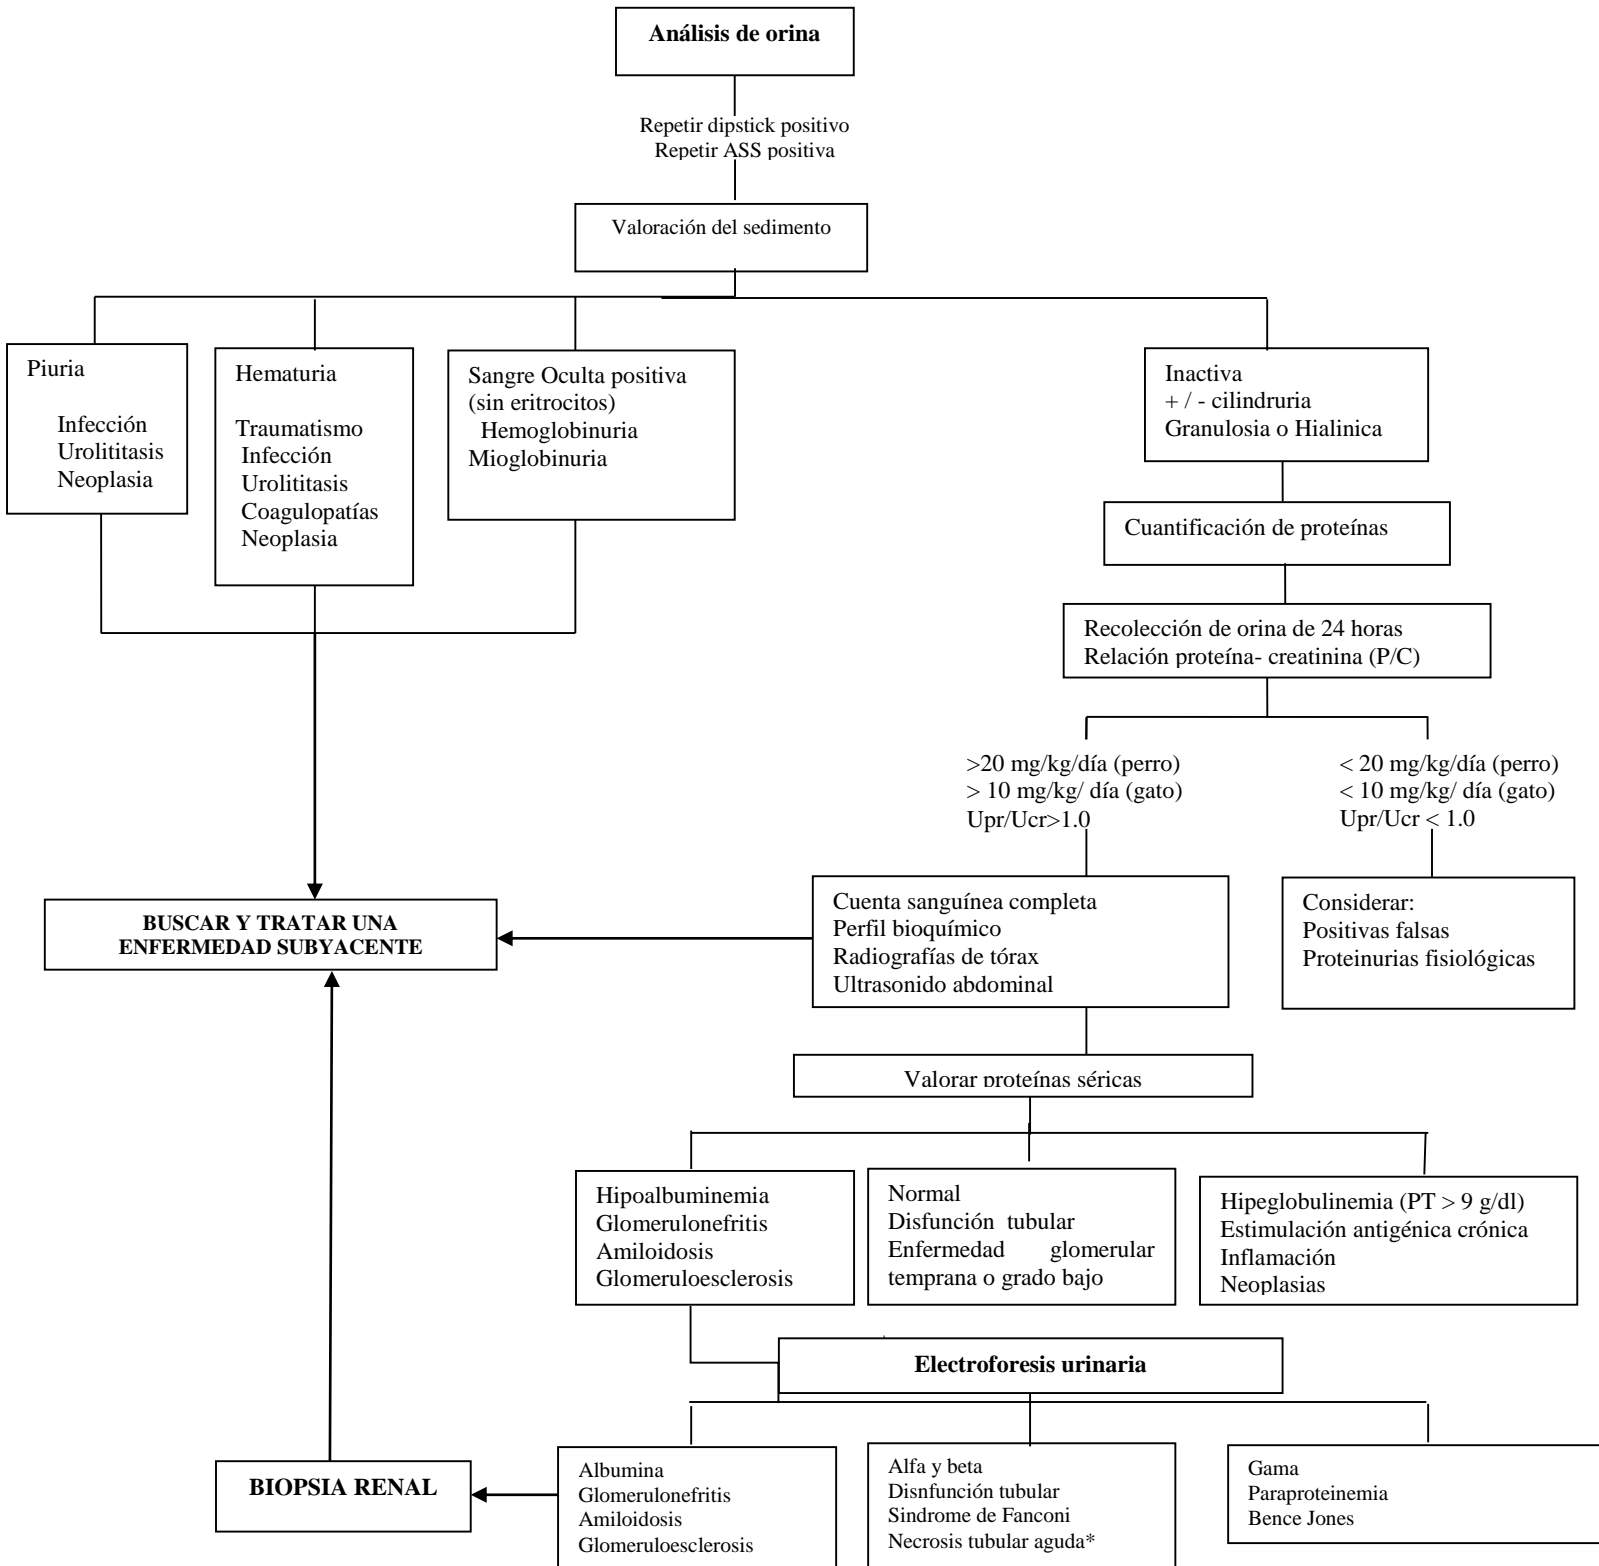 Análisis de orina
Repetir dipstick positivo
Repetir ASS positiva
Valoración del sedimento
Piuria
Infección
Urolititasis
Neoplasia
Hematuria
Traumatismo
Infección
Urolititasis
Coagulopatías
Neoplasia
Sangre Oculta positiva
(sin eritrocitos)
Hemoglobinuria
Mioglobinuria
Inactiva
+ / - cilindruria
Granulosia o Hialinica
Cuantificación de proteínas
Recolección de orina de 24 horas
Relación proteína- creatinina (P/C)
>20 mg/kg/día (perro)
> 10 mg/kg/ día (gato)
Upr/Ucr>1.0
< 20 mg/kg/día (perro)
< 10 mg/kg/ día (gato)
Upr/Ucr < 1.0
BUSCAR Y TRATAR UNA
ENFERMEDAD SUBYACENTE
Cuenta sanguínea completa
Perfil bioquímico
Radiografías de tórax
Ultrasonido abdominal
Considerar:
Positivas falsas
Proteinurias fisiológicas
Valorar proteínas séricas
Hipoalbuminemia
Glomerulonefritis
Amiloidosis
Glomeruloesclerosis
Normal
Disfunción tubular
Enfermedad glomerular
temprana o grado bajo
Hipeglobulinemia (PT > 9 g/dl)
Estimulación antigénica crónica
Inflamación
Neoplasias
Electroforesis urinaria
BIOPSIA RENAL
Albumina
Glomerulonefritis
Amiloidosis
Glomeruloesclerosis
Alfa y beta
Disnfunción tubular
Sindrome de Fanconi
Necrosis tubular aguda*
Gama
Paraproteinemia
Bence Jones